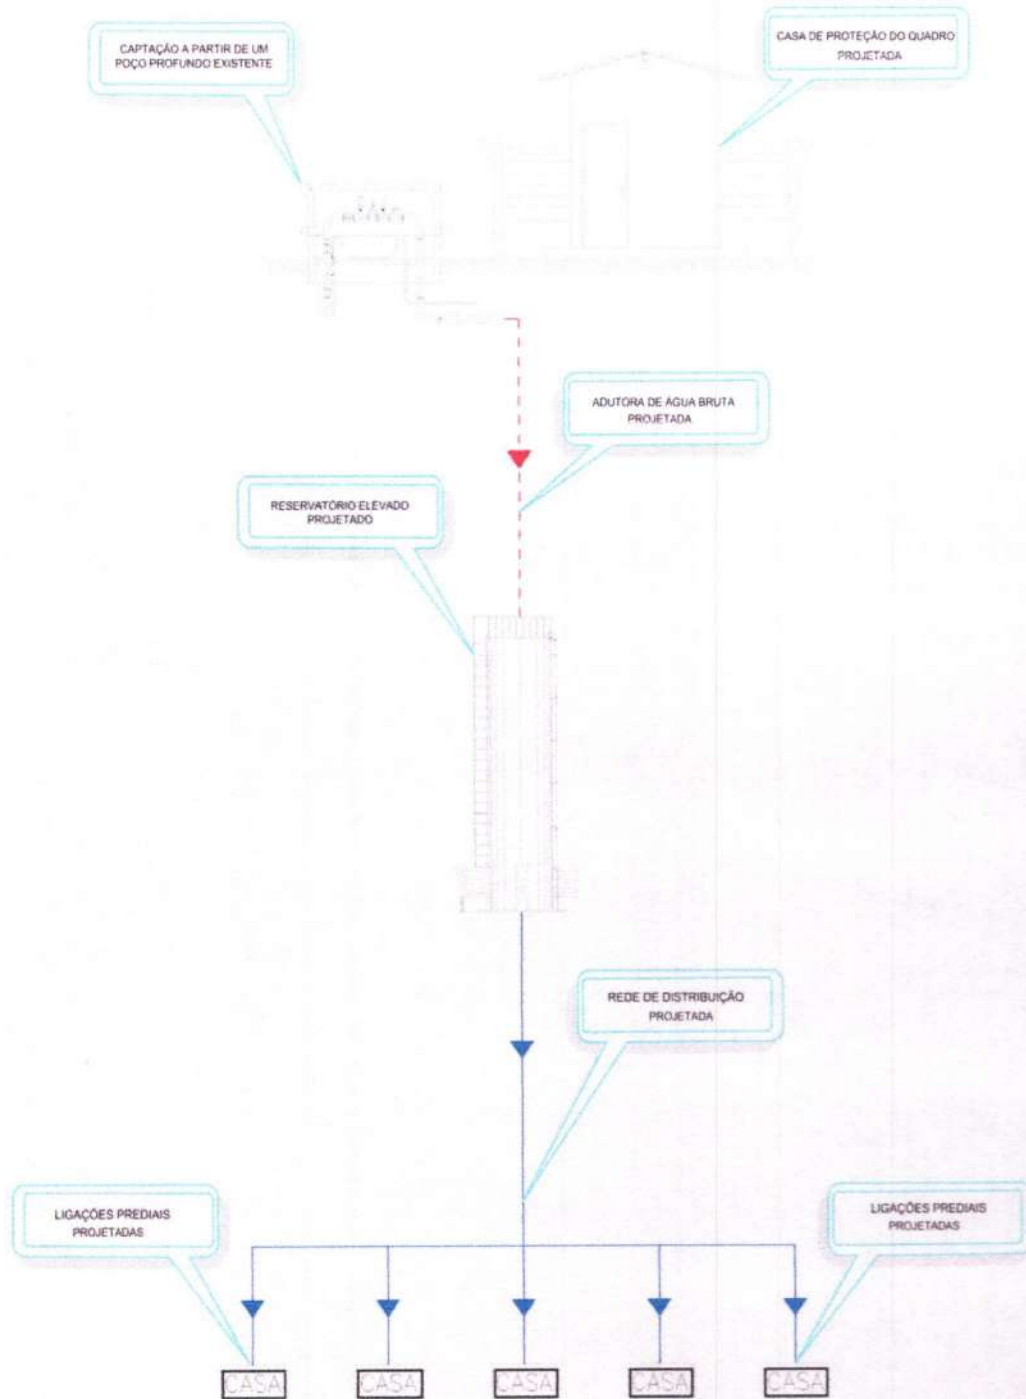 CAPTAÇÃO A PARTIR DE UM
POÇO PROFUNDO EXISTENTE
CASA DE PROTEÇÃO DO QUADRO
PROJETADA
ADUTORA DE ÁGUA BRUTA
PROJETADA
RESERVATÓRIO ELEVADO
PROJETADO
REDE DE DISTRIBUIÇÃO
PROJETADA
LIGAÇÕES PREDIAIS
PROJETADAS
LIGAÇÕES PREDIAIS
PROJETADAS
CASA
CASA
CASA
CASA
CASA